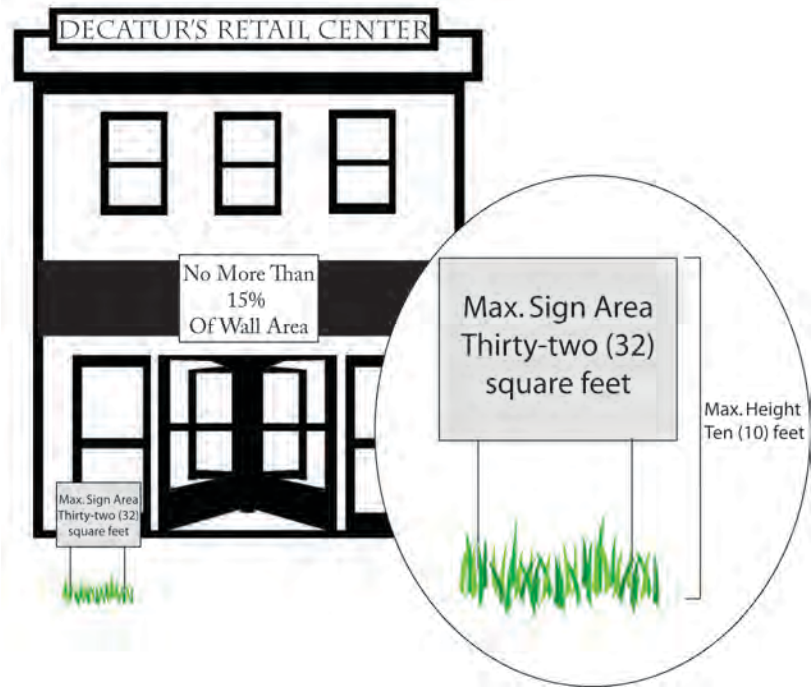 DECATUR'S RETAIL CENTER
No More Than
15%
Of Wall Area
Max. Sign Area
Thirty-two (32)
square feet
Max. Height
Ten (10) feet
Max. Sign Area
Thirty-two (32)
square feet